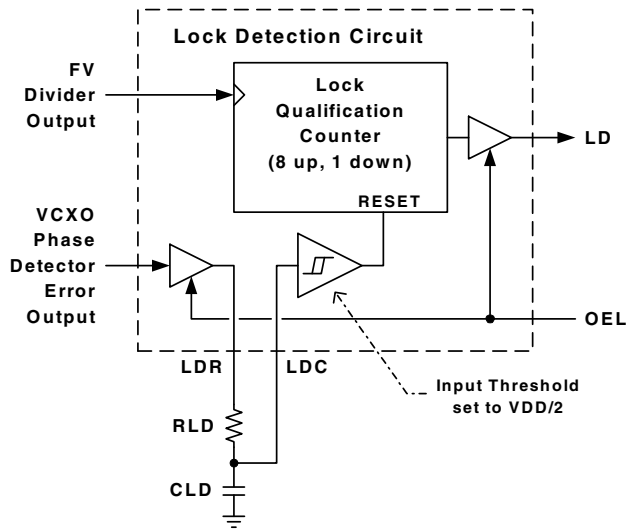 Lock Detection Circuit
FV
Divider
Output
Lock
Qualification
Counter
(8 up, 1 down)
RESET
LD
VCXO
Phase
Detector
Error
Output
OEL
LDR
LDC
Input Threshold
set to VDD/2
RLD
CLD